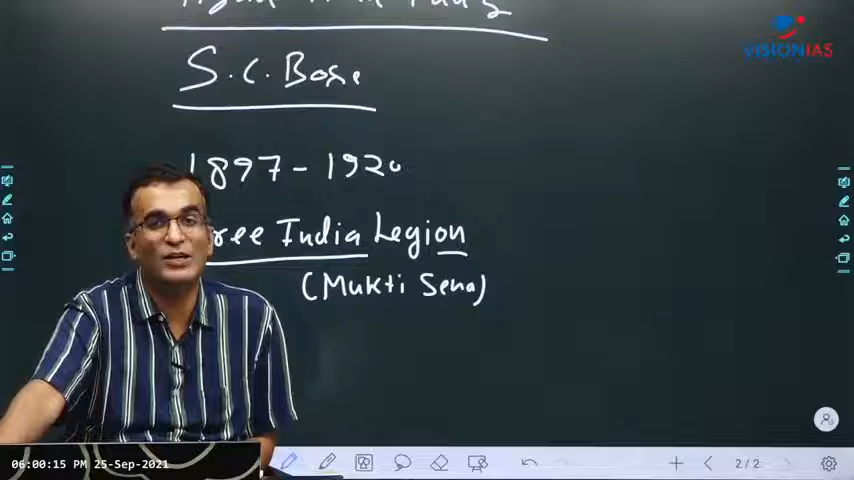 VISIONIAS
S.C. Bose
1897-1920
ree India Legion
(Mukti Sena)
06:00:15 PM 25-Sep-2021
2/2